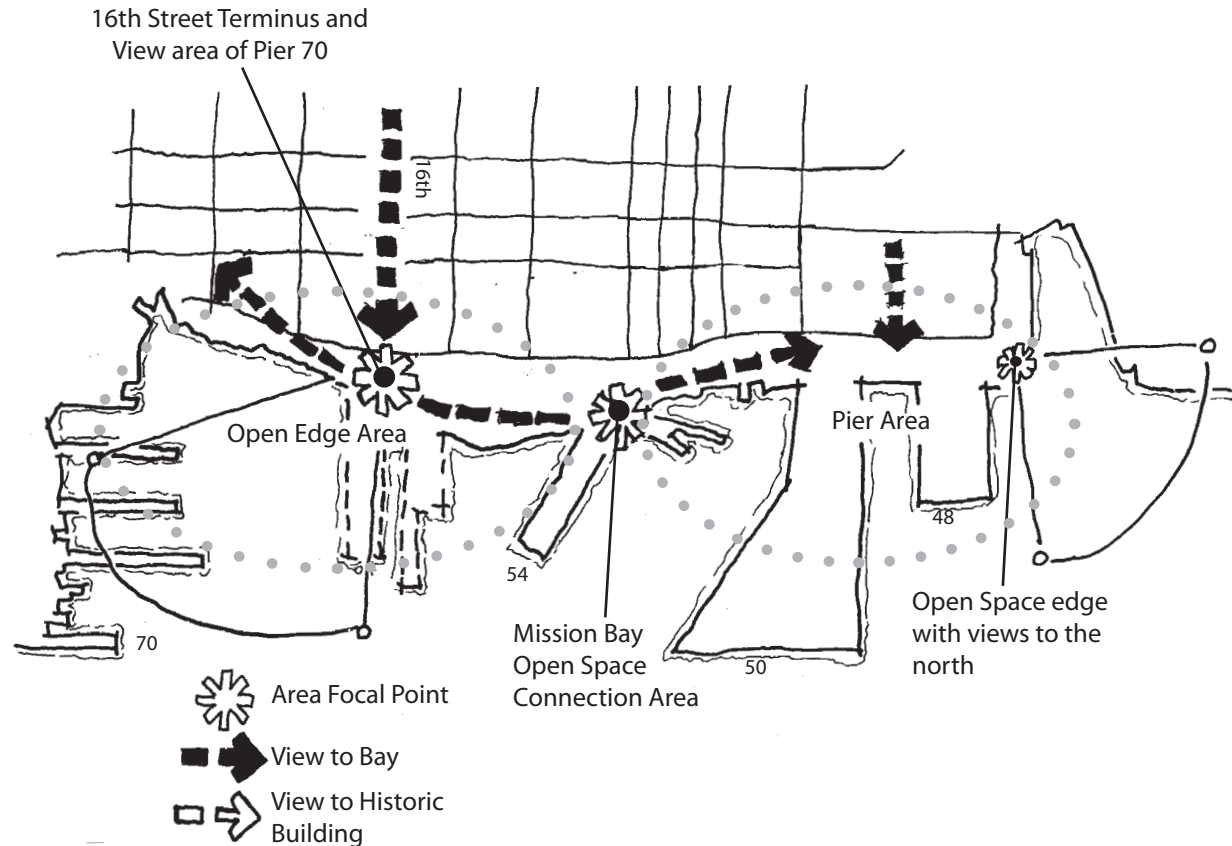 16th Street Terminus and
View area of Pier 70
16th
Open Edge Area
Pier Area
48
54
70
50
Mission Bay
Open Space
Connection Area
Open Space edge
with views to the
north
Area Focal Point
View to Bay
View to Historic
Building